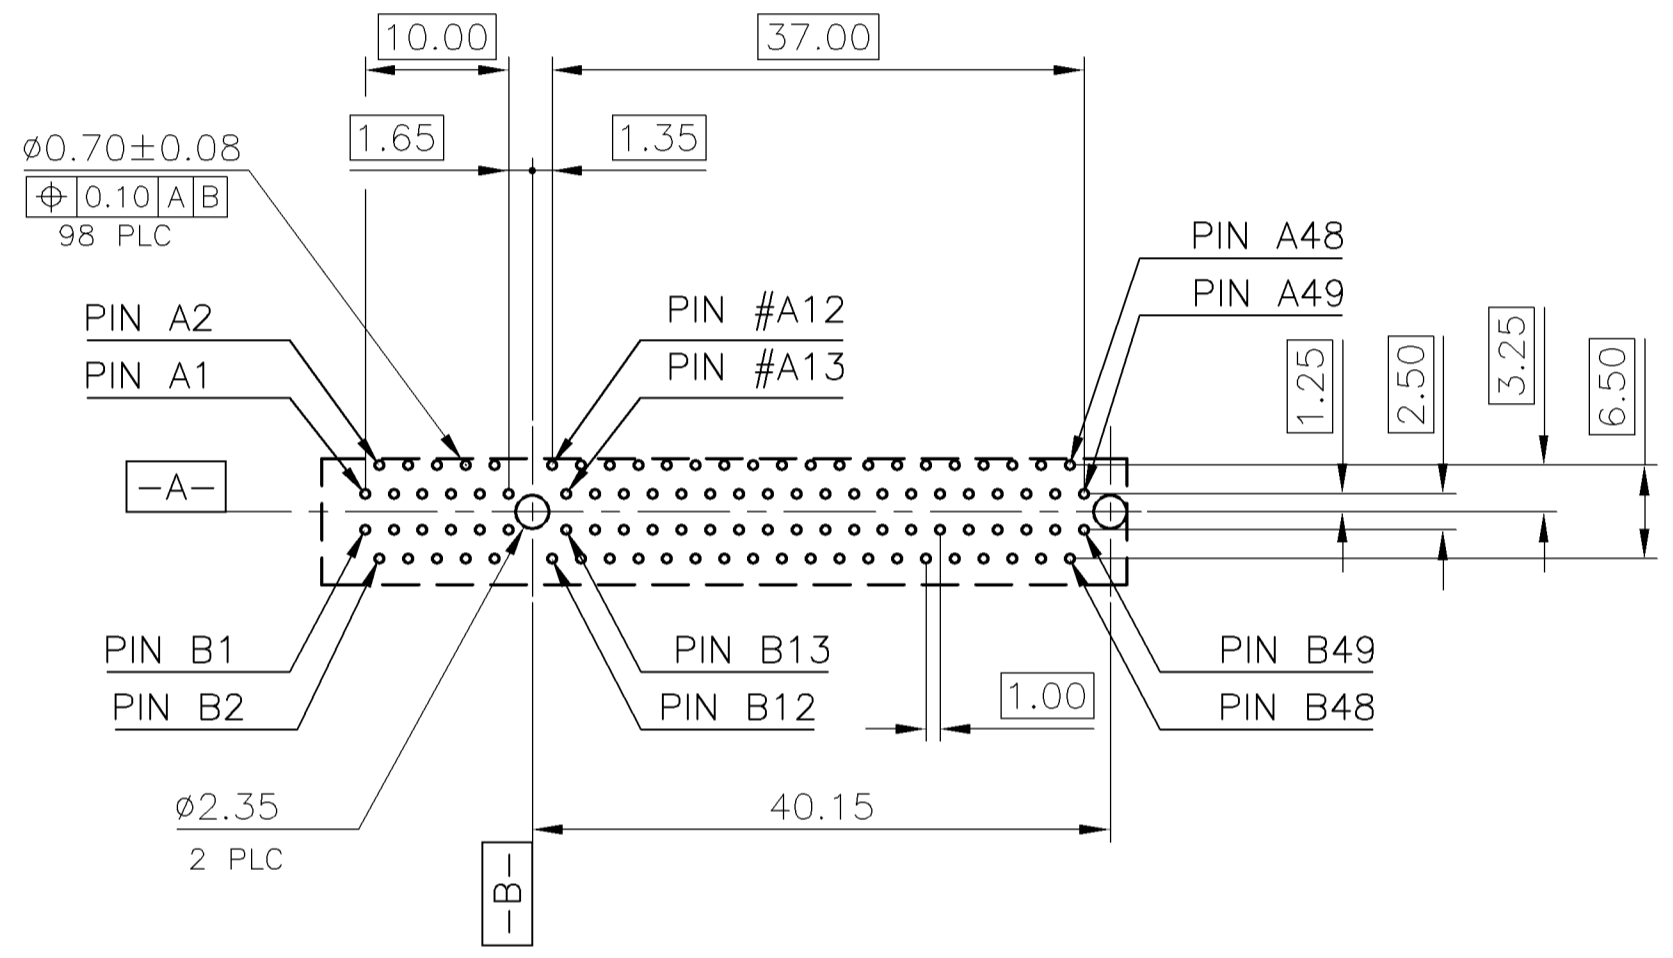 10.00
37.00
1.65
1.35
ø0.70±0.08
⌖ 0.10 A B
98 PLC
PIN A48
PIN A49
PIN A2
PIN A1
PIN #A12
PIN #A13
1.25
2.50
3.25
6.50
-A-
PIN B1
PIN B2
PIN B13
PIN B12
1.00
PIN B49
PIN B48
ø2.35
2 PLC
40.15
-B-